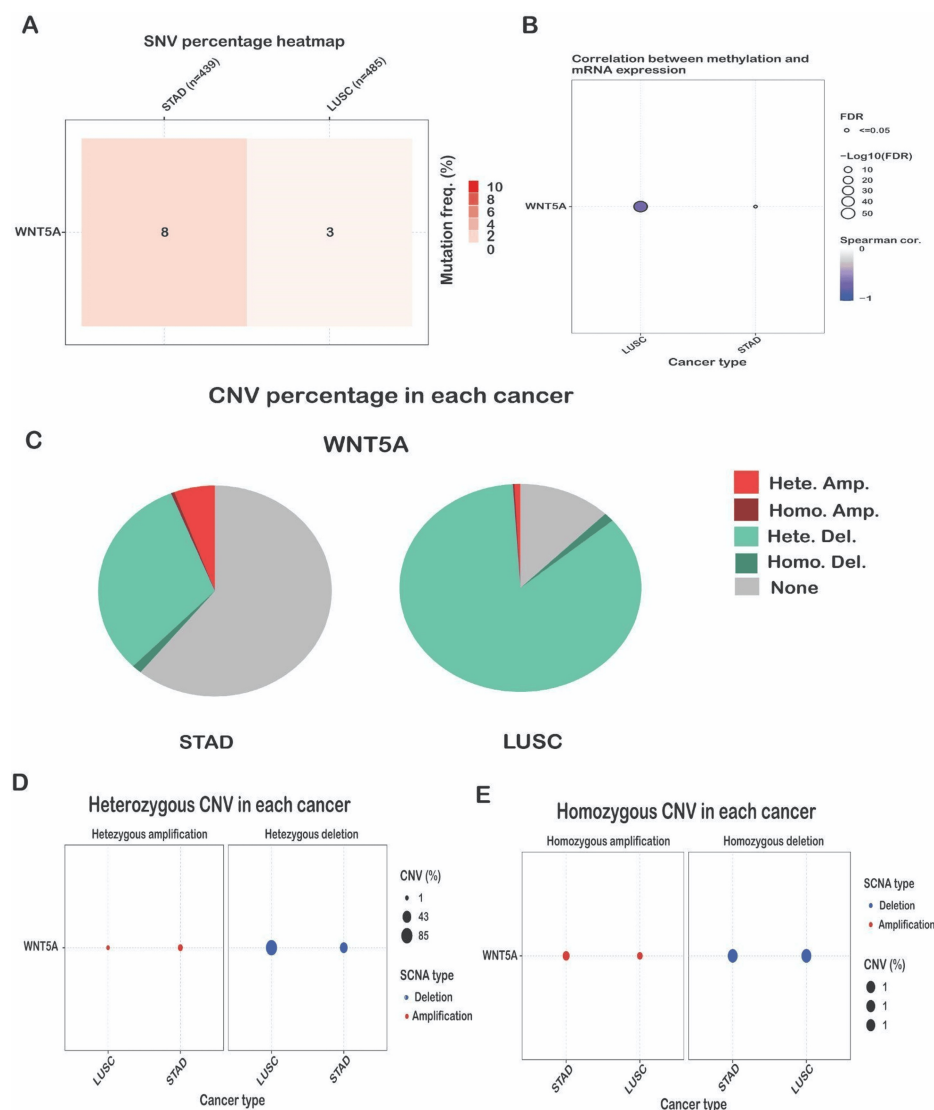 A
SNV percentage heatmap
STAD (n=439)
LUSC (n=485)
WNT5A
8
3
Mutation freq. (%)
10
8
6
4
2
0
B
Correlation between methylation and
mRNA expression
WNT5A
LUSC
STAD
Cancer type
FDR
<=0.05
-Log10(FDR)
10
20
30
40
50
Spearman cor.
0
-1
CNV percentage in each cancer
C
WNT5A
Hete. Amp.
Homo. Amp.
Hete. Del.
Homo. Del.
None
STAD
LUSC
D
Heterozygous CNV in each cancer
Hetezygous amplification
Hetezygous deletion
WNT5A
LUSC
STAD
LUSC
STAD
Cancer type
CNV (%)
1
43
85
SCNA type
Deletion
Amplification
E
Homozygous CNV in each cancer
Homozygous amplification
Homozygous deletion
WNT5A
STAD
LUSC
STAD
LUSC
Cancer type
SCNA type
Deletion
Amplification
CNV (%)
1
1
1